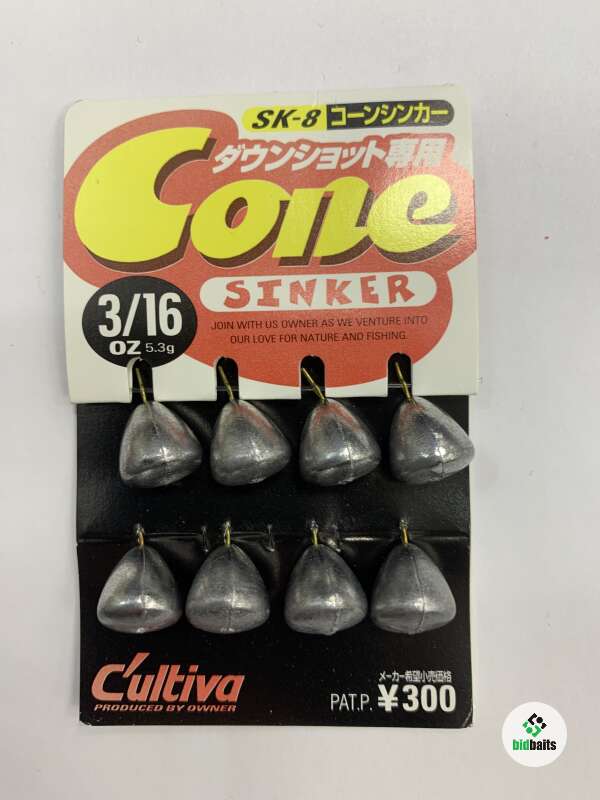 SK-8 コーンシンカー
ダウンショット専用
Cone
SINKER
3/16
OZ 5.3g
JOIN WITH US OWNER AS WE VENTURE INTO
OUR LOVE FOR NATURE AND FISHING.
C'ultiva
PRODUCED BY OWNER
メーカー希望小売価格
PAT.P. ¥300
bidbaits